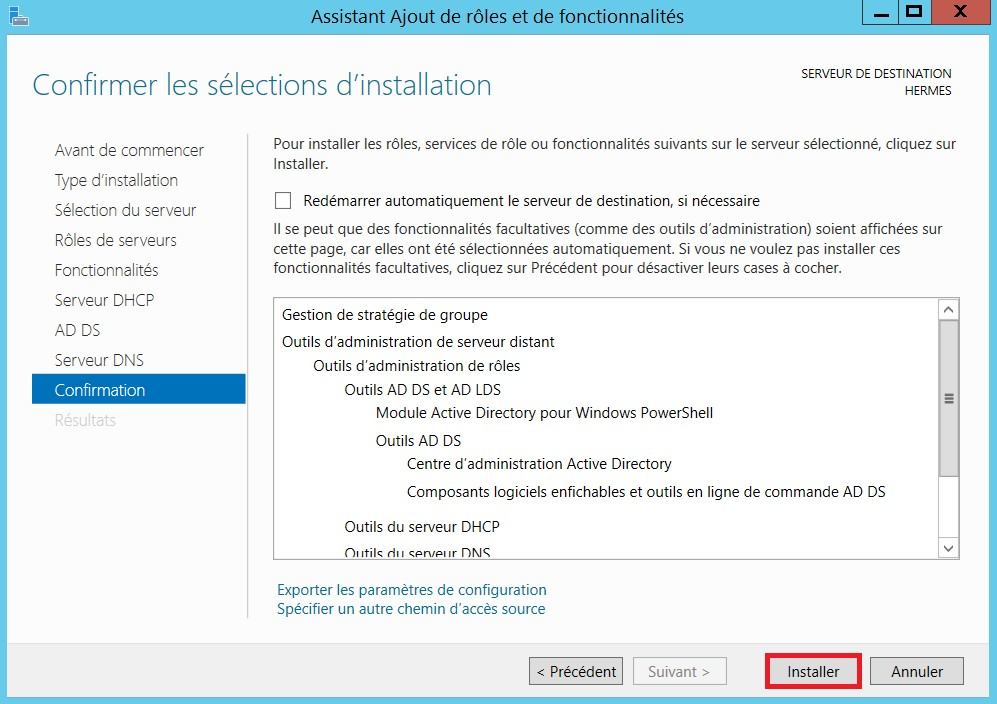 Assistant Ajout de rôles et de fonctionnalités
Confirmer les sélections d’installation
SERVEUR DE DESTINATION
HERMES
Avant de commencer
Type d’installation
Sélection du serveur
Rôles de serveurs
Fonctionnalités
Serveur DHCP
AD DS
Serveur DNS
Confirmation
Résultats
Pour installer les rôles, services de rôle ou fonctionnalités suivants sur le serveur sélectionné, cliquez sur
Installer.
Redémarrer automatiquement le serveur de destination, si nécessaire
Il se peut que des fonctionnalités facultatives (comme des outils d’administration) soient affichées sur
cette page, car elles ont été sélectionnées automatiquement. Si vous ne voulez pas installer ces
fonctionnalités facultatives, cliquez sur Précédent pour désactiver leurs cases à cocher.
Gestion de stratégie de groupe
Outils d’administration de serveur distant
Outils d’administration de rôles
Outils AD DS et AD LDS
Module Active Directory pour Windows PowerShell
Outils AD DS
Centre d’administration Active Directory
Composants logiciels enfichables et outils en ligne de commande AD DS
Outils du serveur DHCP
Outils du serveur DNS
Exporter les paramètres de configuration
Spécifier un autre chemin d’accès source
< Précédent
Suivant >
Installer
Annuler